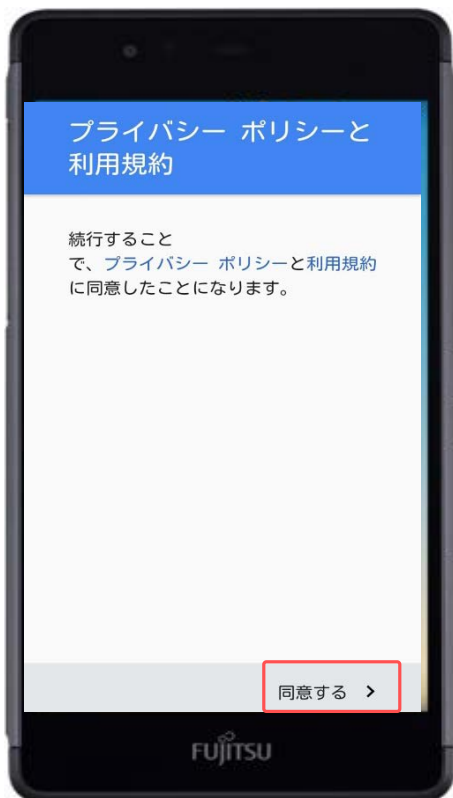 プライバシー ポリシーと
利用規約
続行すること
で、プライバシー ポリシーと利用規約
に同意したことになります。
同意する
FUJITSU